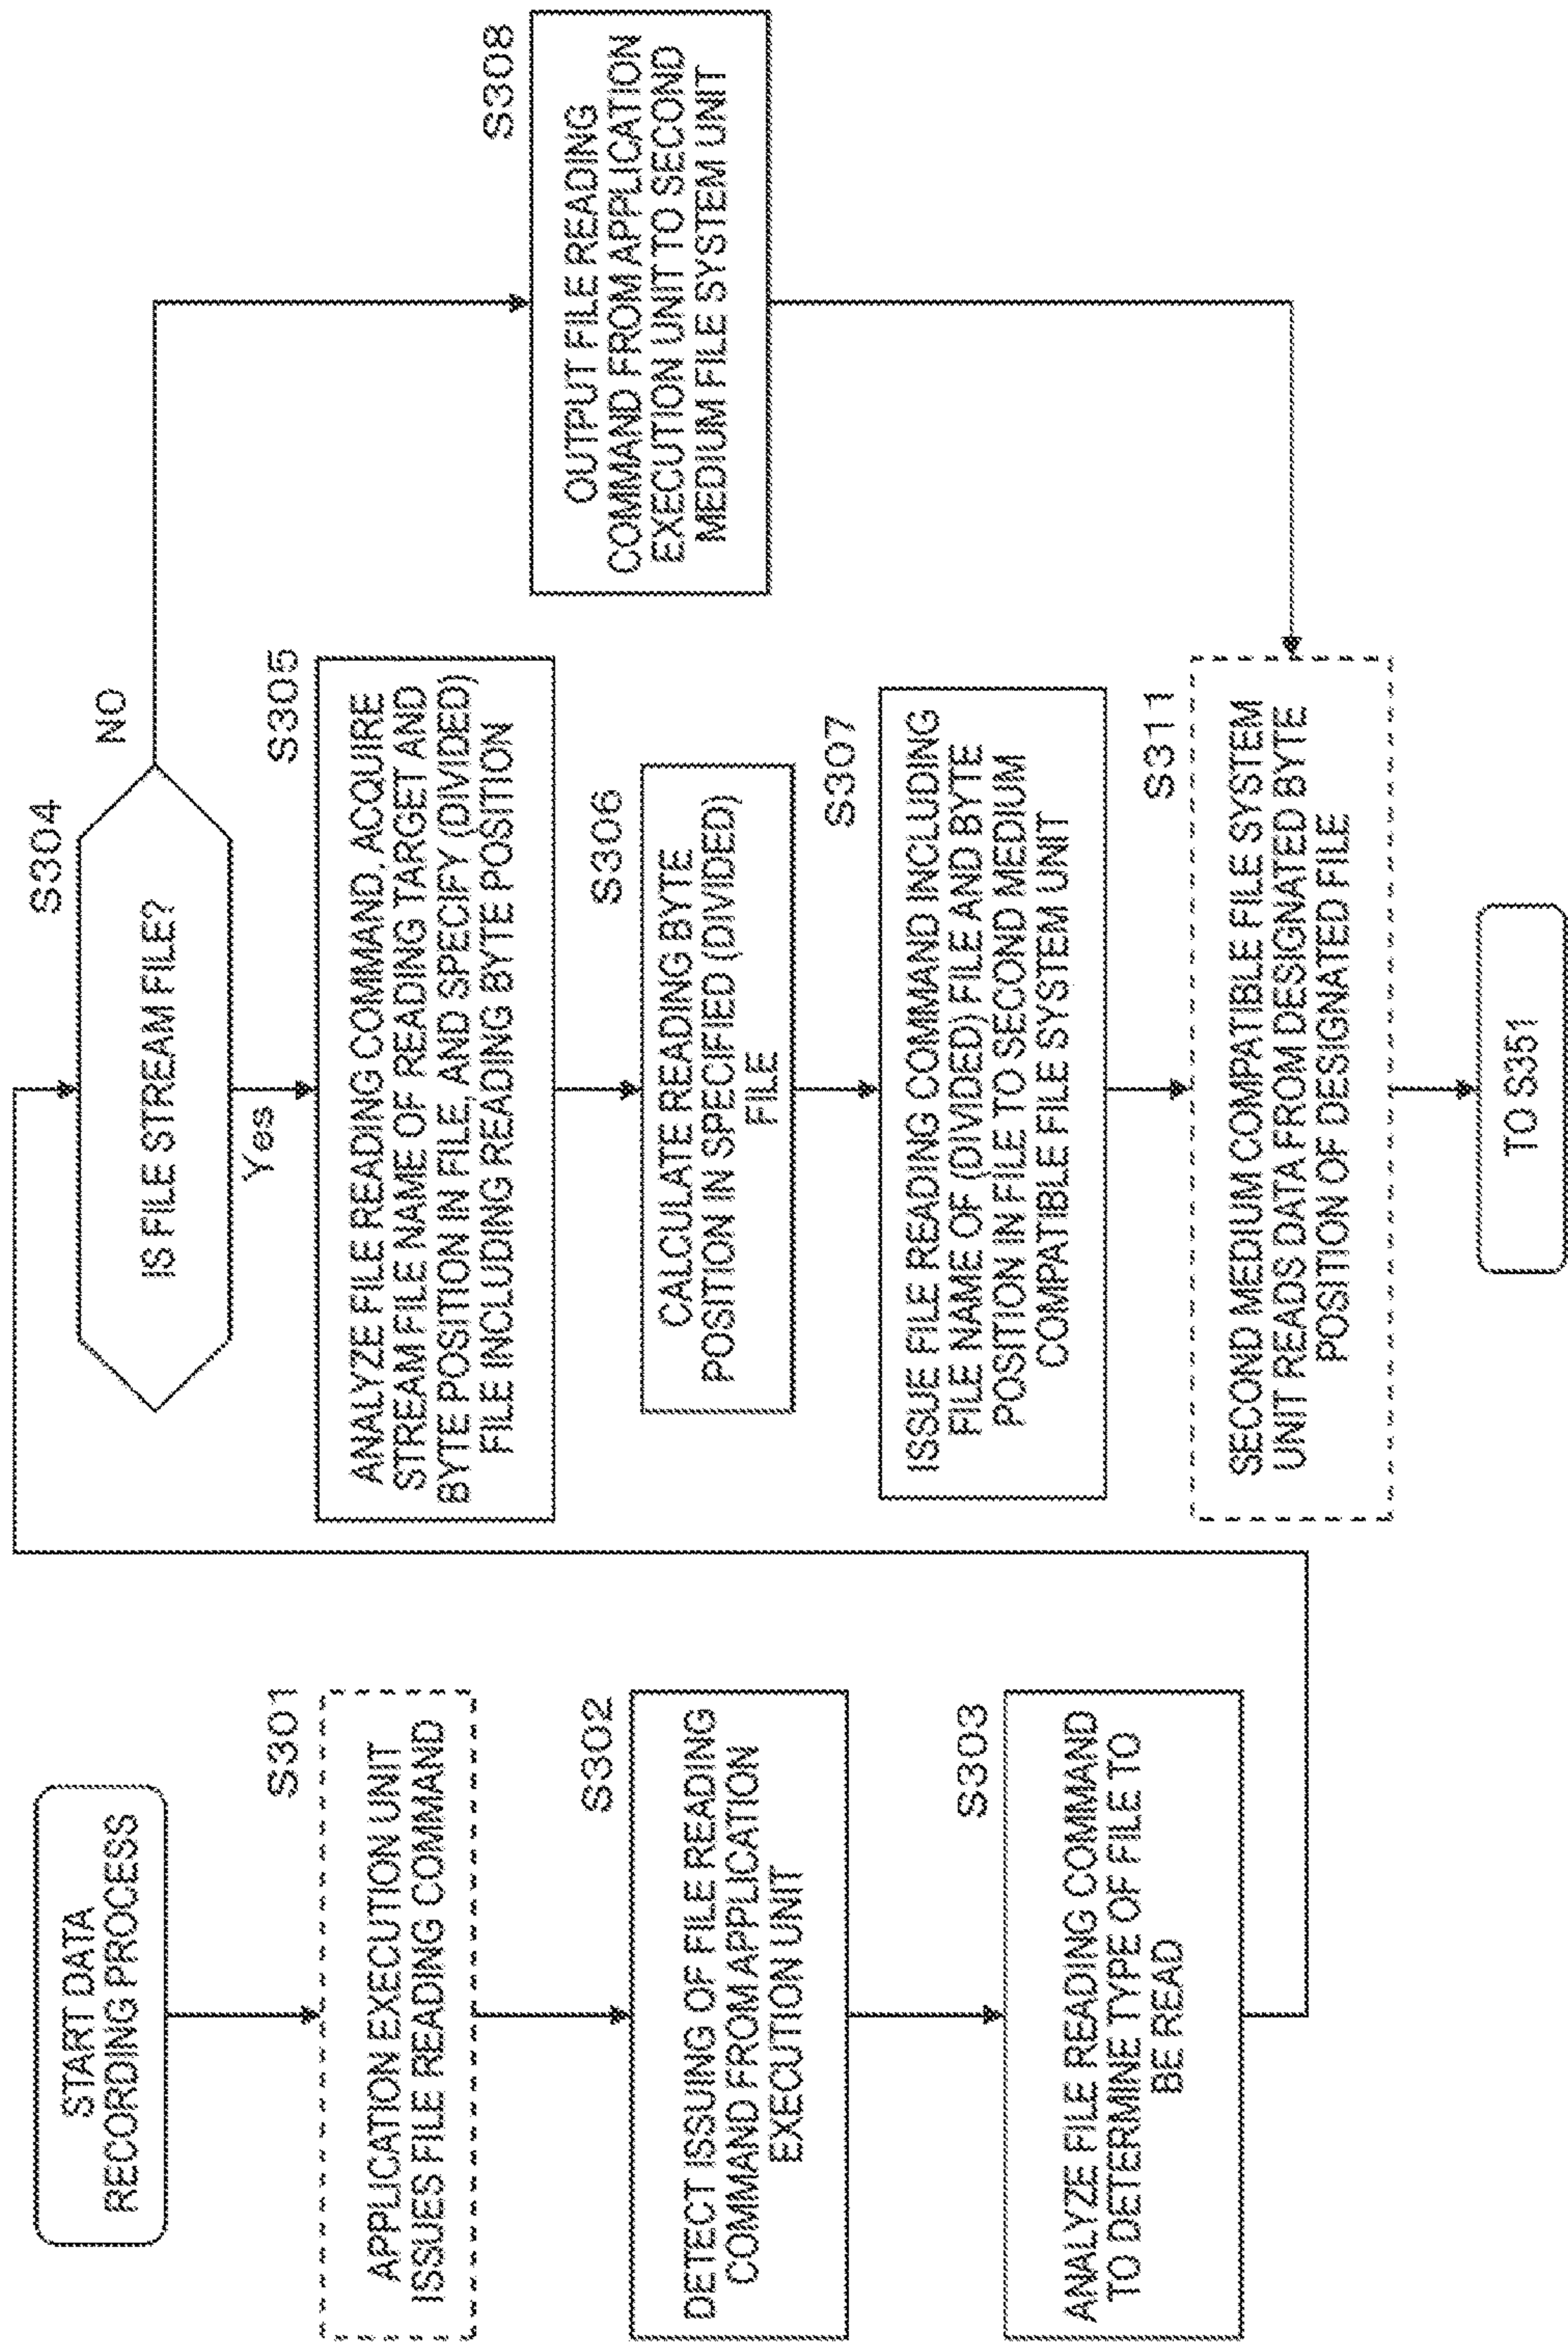 START DATA
RECORDING PROCESS
S301
APPLICATION EXECUTION UNIT
ISSUES FILE READING COMMAND
S302
DETECT ISSUING OF FILE READING
COMMAND FROM APPLICATION
EXECUTION UNIT
S303
ANALYZE FILE READING COMMAND
TO DETERMINE TYPE OF FILE TO
BE READ
S304
IS FILE STREAM FILE?
NO
Yes
S305
ANALYZE FILE READING COMMAND, ACQUIRE
STREAM FILE NAME OF READING TARGET AND
BYTE POSITION IN FILE, AND SPECIFY (DIVIDED)
FILE INCLUDING READING BYTE POSITION
S306
CALCULATE READING BYTE
POSITION IN SPECIFIED (DIVIDED)
FILE
S307
ISSUE FILE READING COMMAND INCLUDING
FILE NAME OF (DIVIDED) FILE AND BYTE
POSITION IN FILE TO SECOND MEDIUM
COMPATIBLE FILE SYSTEM UNIT
S308
OUTPUT FILE READING
COMMAND FROM APPLICATION
EXECUTION UNIT TO SECOND
MEDIUM FILE SYSTEM UNIT
S311
SECOND MEDIUM COMPATIBLE FILE SYSTEM
UNIT READS DATA FROM DESIGNATED BYTE
POSITION OF DESIGNATED FILE
TO S351